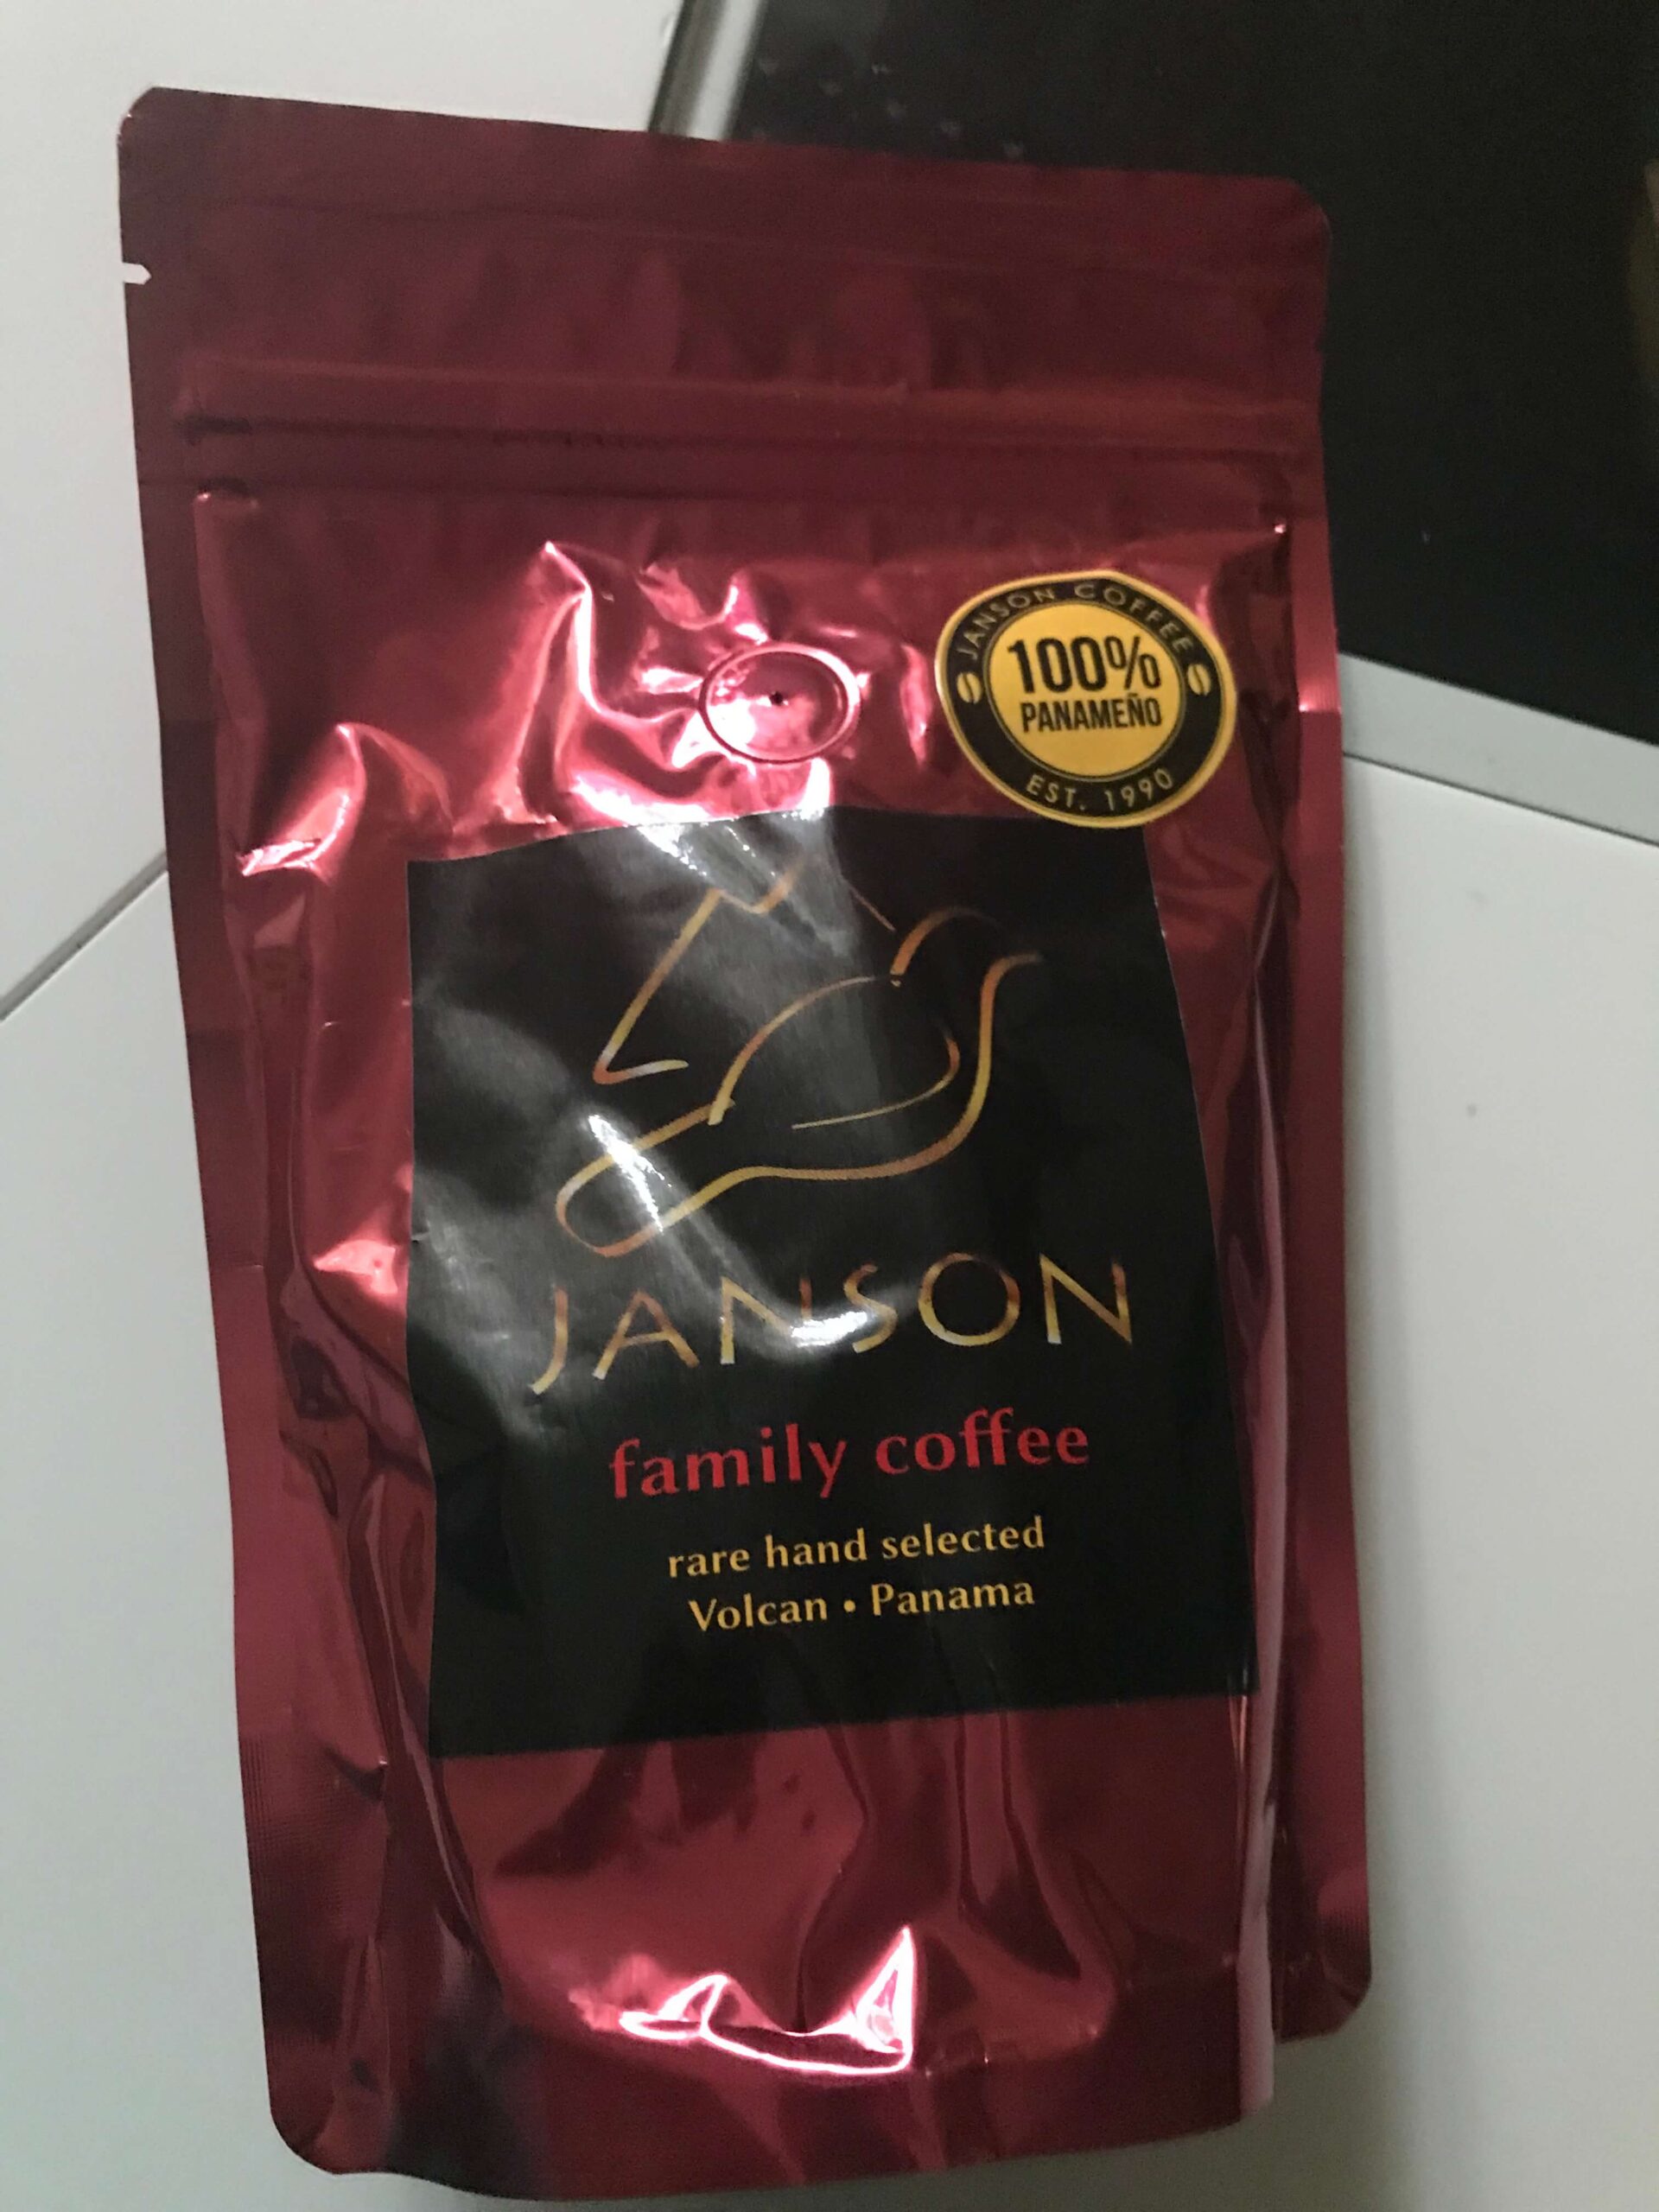 JANSON COFFEE
100%
PANAMEÑO
EST. 1990
JANSON
family coffee
rare hand selected
Volcan • Panama